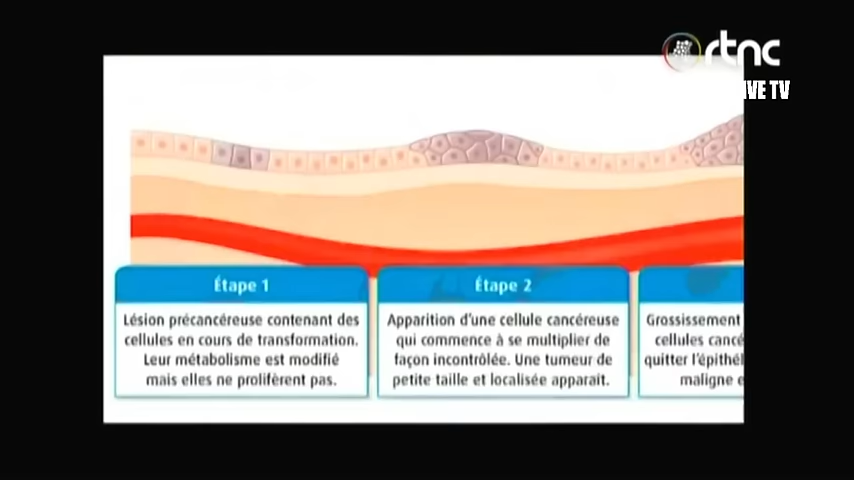 rtnc
IVE TV
Étape 1
Lésion précancéreuse contenant des
cellules en cours de transformation.
Leur métabolisme est modifié
mais elles ne prolifèrent pas.
Étape 2
Apparition d'une cellule cancéreuse
qui commence à se multiplier de
façon incontrôlée. Une tumeur de
petite taille et localisée apparaît.
Grossissement
cellules cancé
quitter l'épithél
maligne e